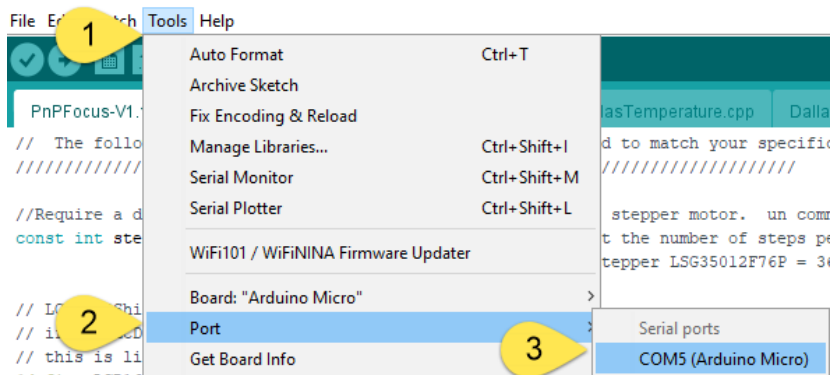 File Tools Help
1
Auto Format Ctrl+T
Archive Sketch
PnPFocus-V1. Fix Encoding & Reload lasTemperature.cpp Dalla
// The follo Manage Libraries... Ctrl+Shift+I d to match your specific
///////////// Serial Monitor Ctrl+Shift+M ////////////////////
//Require a d Serial Plotter Ctrl+Shift+L stepper motor. un comm
const int ste t the number of steps pe
WiFi101 / WiFiNINA Firmware Updater tepper LSG35012F76P = 36
Board: "Arduino Micro"
2 Port 3 Serial ports
// this is li Get Board Info COM5 (Arduino Micro)